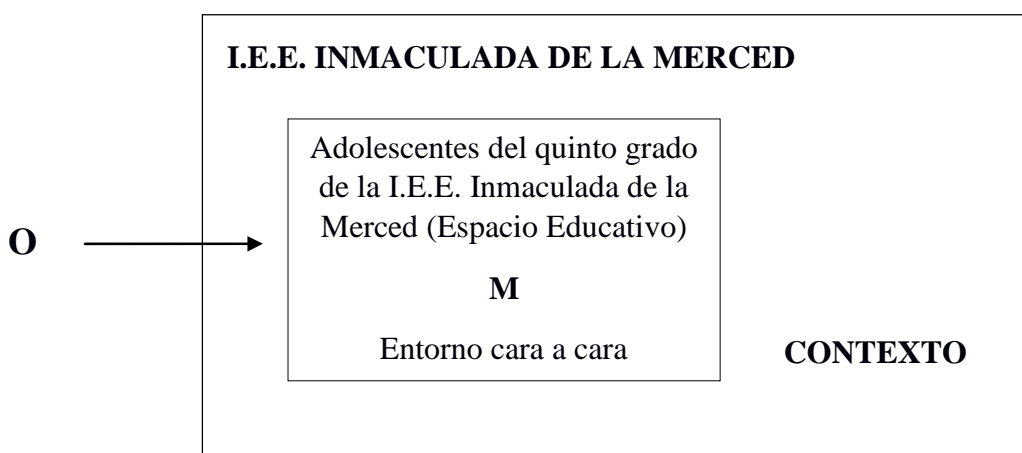 I.E.E. INMACULADA DE LA MERCED
Adolescentes del quinto grado
de la I.E.E. Inmaculada de la
Merced (Espacio Educativo)
O
M
Entorno cara a cara
CONTEXTO